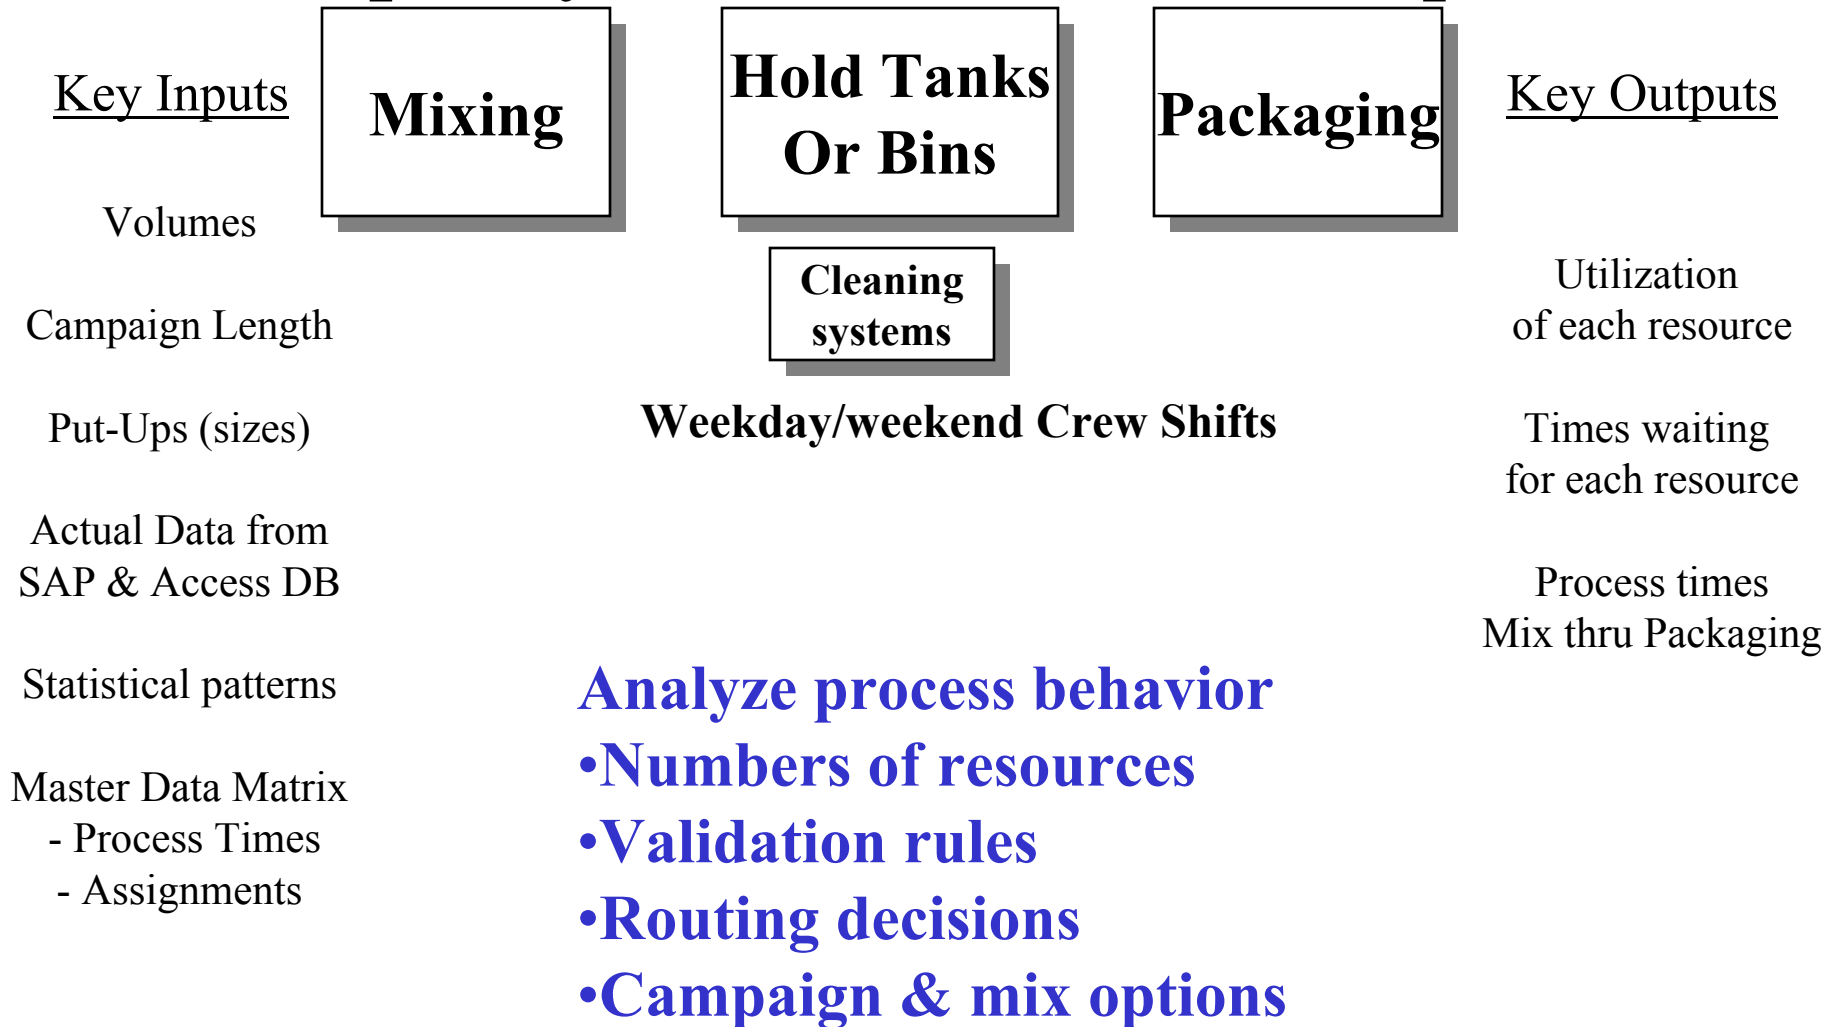 Key Inputs
Volumes
Campaign Length
Put-Ups (sizes)
Actual Data from
SAP & Access DB
Statistical patterns
Master Data Matrix
- Process Times
- Assignments
Mixing
Hold Tanks
Or Bins
Packaging
Cleaning
systems
Weekday/weekend Crew Shifts
Analyze process behavior
•Numbers of resources
•Validation rules
•Routing decisions
•Campaign & mix options
Key Outputs
Utilization
of each resource
Times waiting
for each resource
Process times
Mix thru Packaging